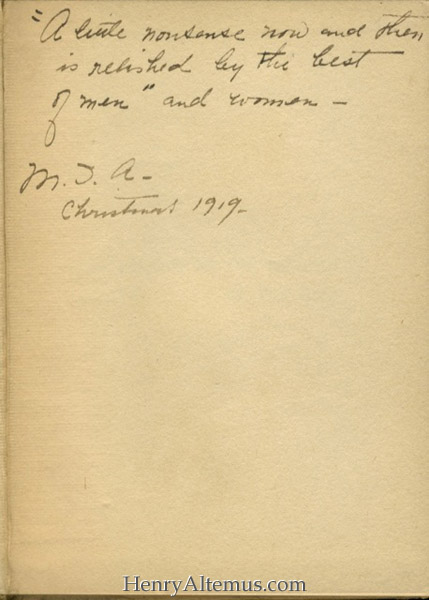 "A little nonsense now and then
is relished by the best
of men" and women –
M. J. A –
Christmas 1919 –
HenryAltemus.com